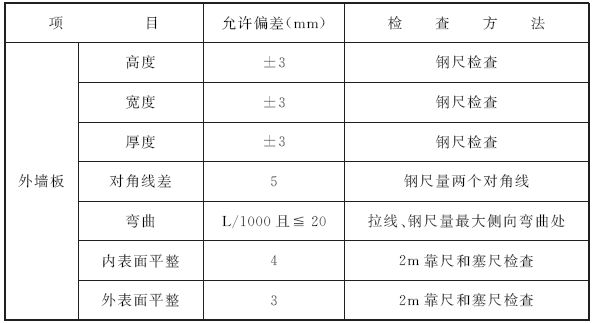 项 目 允许偏差(mm) 检 查 方 法
高度 ±3 钢尺检查
宽度 ±3 钢尺检查
厚度 ±3 钢尺检查
外墙板 对角线差 5 钢尺量两个对角线
弯曲 L/1000 且≦ 20 拉线、钢尺量最大侧向弯曲处
内表面平整 4 2m 靠尺和塞尺检查
外表面平整 3 2m 靠尺和塞尺检查